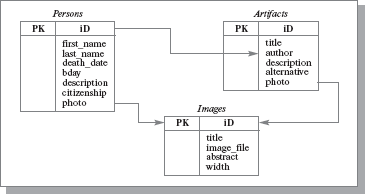 Persons
PK iD
first_name
last_name
death_date
bday
description
citizenship
photo
Artifacts
PK iD
title
author
description
alternative
photo
Images
PK iD
title
image_file
abstract
width